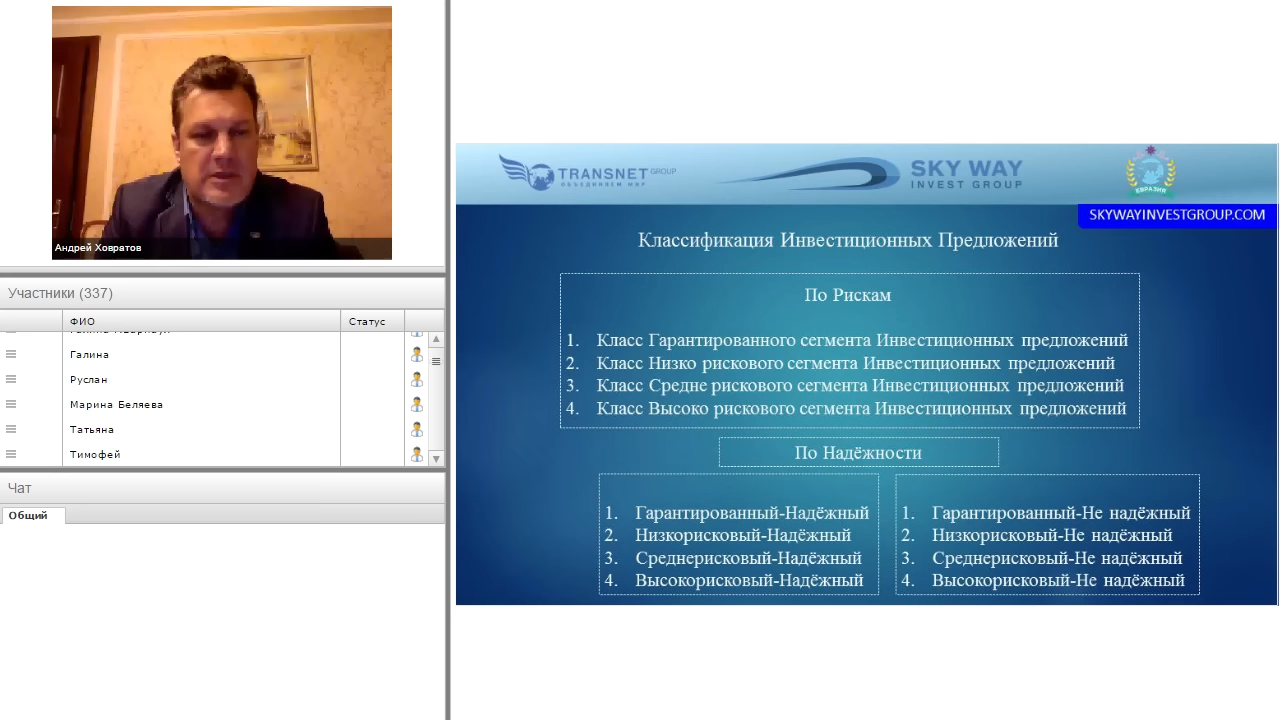 Андрей Ховратов
Участники (337)
ФИО
Статус
Галина
Руслан
Марина Беляева
Татьяна
Тимофей
Чат
Общий
TRANSNET GROUP
ОБЪЕДИНЯЕМ МИР
SKY WAY
INVEST GROUP
ЕВРАЗИЯ
SKYWAYINVESTGROUP.COM
Классификация Инвестиционных Предложений
По Рискам
1. Класс Гарантированного сегмента Инвестиционных предложений
2. Класс Низко рискового сегмента Инвестиционных предложений
3. Класс Средне рискового сегмента Инвестиционных предложений
4. Класс Высоко рискового сегмента Инвестиционных предложений
По Надёжности
1. Гарантированный-Надёжный
2. Низкорисковый-Надёжный
3. Среднерисковый-Надёжный
4. Высокорисковый-Надёжный
1. Гарантированный-Не надёжный
2. Низкорисковый-Не надёжный
3. Среднерисковый-Не надёжный
4. Высокорисковый-Не надёжный